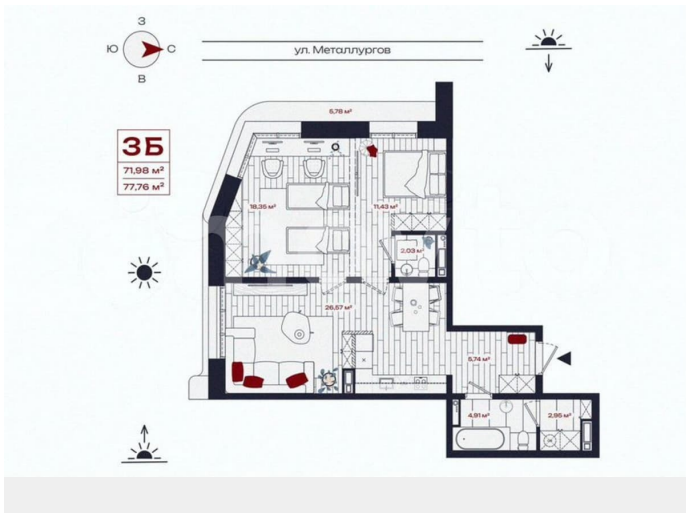 З
Ю
С
В
ул. Металлургов
5,78 м²
3Б
71,98 м²
77,76 м²
18,35 м²
11,43 м²
2,03 м²
26,57 м²
5,74 м²
4,91 м²
2,95 м²